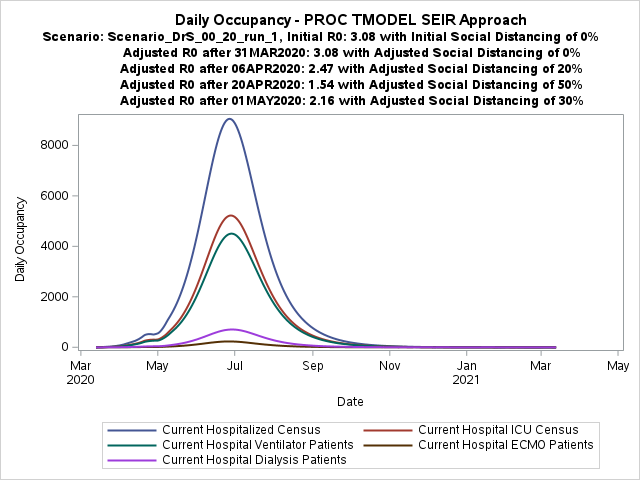 Daily Occupancy - PROC TMODEL SEIR Approach
Scenario: Scenario_DrS_00_20_run_1, Initial R0: 3.08 with Initial Social Distancing of 0%
Adjusted R0 after 31MAR2020: 3.08 with Adjusted Social Distancing of 0%
Adjusted R0 after 06APR2020: 2.47 with Adjusted Social Distancing of 20%
Adjusted R0 after 20APR2020: 1.54 with Adjusted Social Distancing of 50%
Adjusted R0 after 01MAY2020: 2.16 with Adjusted Social Distancing of 30%
Daily Occupancy
8000
6000
4000
2000
0
Mar May Jul Sep Nov Jan Mar May
2020 2021
Date
Current Hospitalized Census Current Hospital ICU Census
Current Hospital Ventilator Patients Current Hospital ECMO Patients
Current Hospital Dialysis Patients